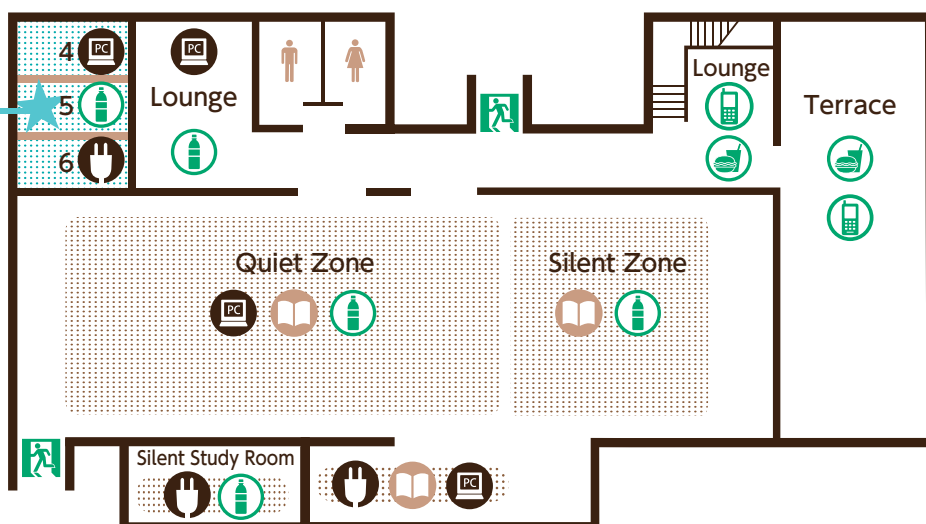 4
PC
PC
Lounge
5
6
Lounge
Terrace
Quiet Zone
Silent Zone
PC
Silent Study Room
PC